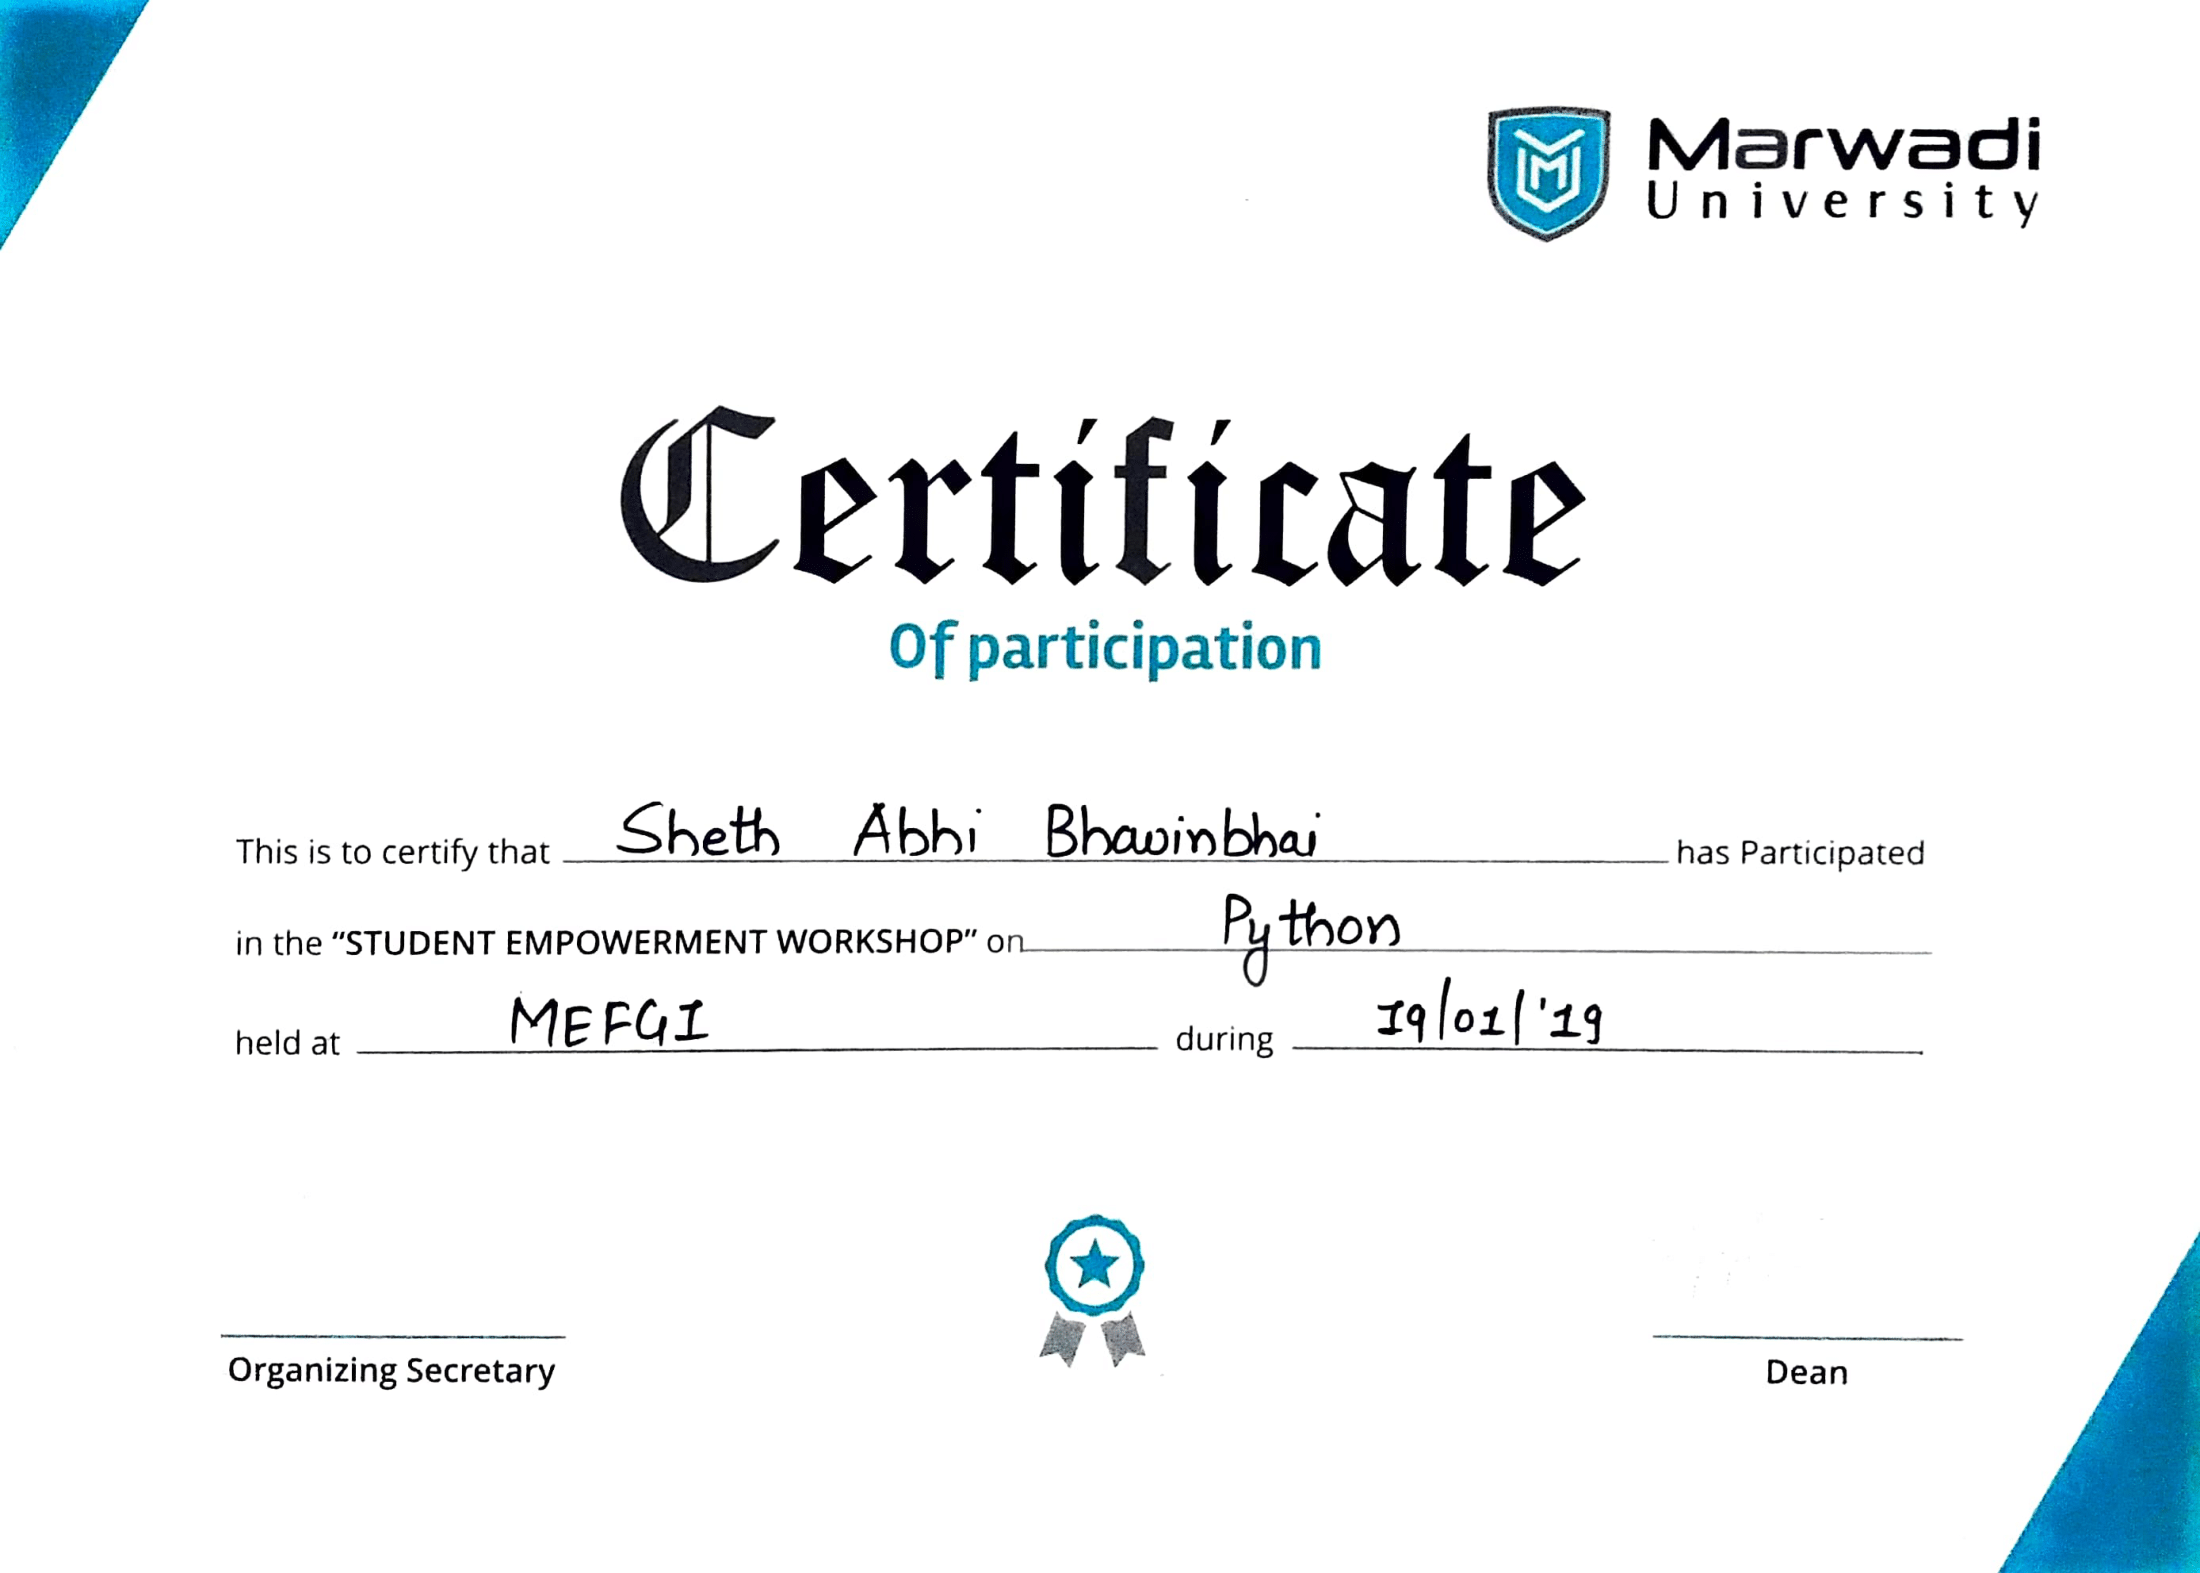 Marwadi
University
Certificate
Of participation
This is to certify that Sheth Abhi Bhavinbhai has Participated
in the “STUDENT EMPOWERMENT WORKSHOP” on Python
held at MEFGI during 19/01/'19
Organizing Secretary
Dean